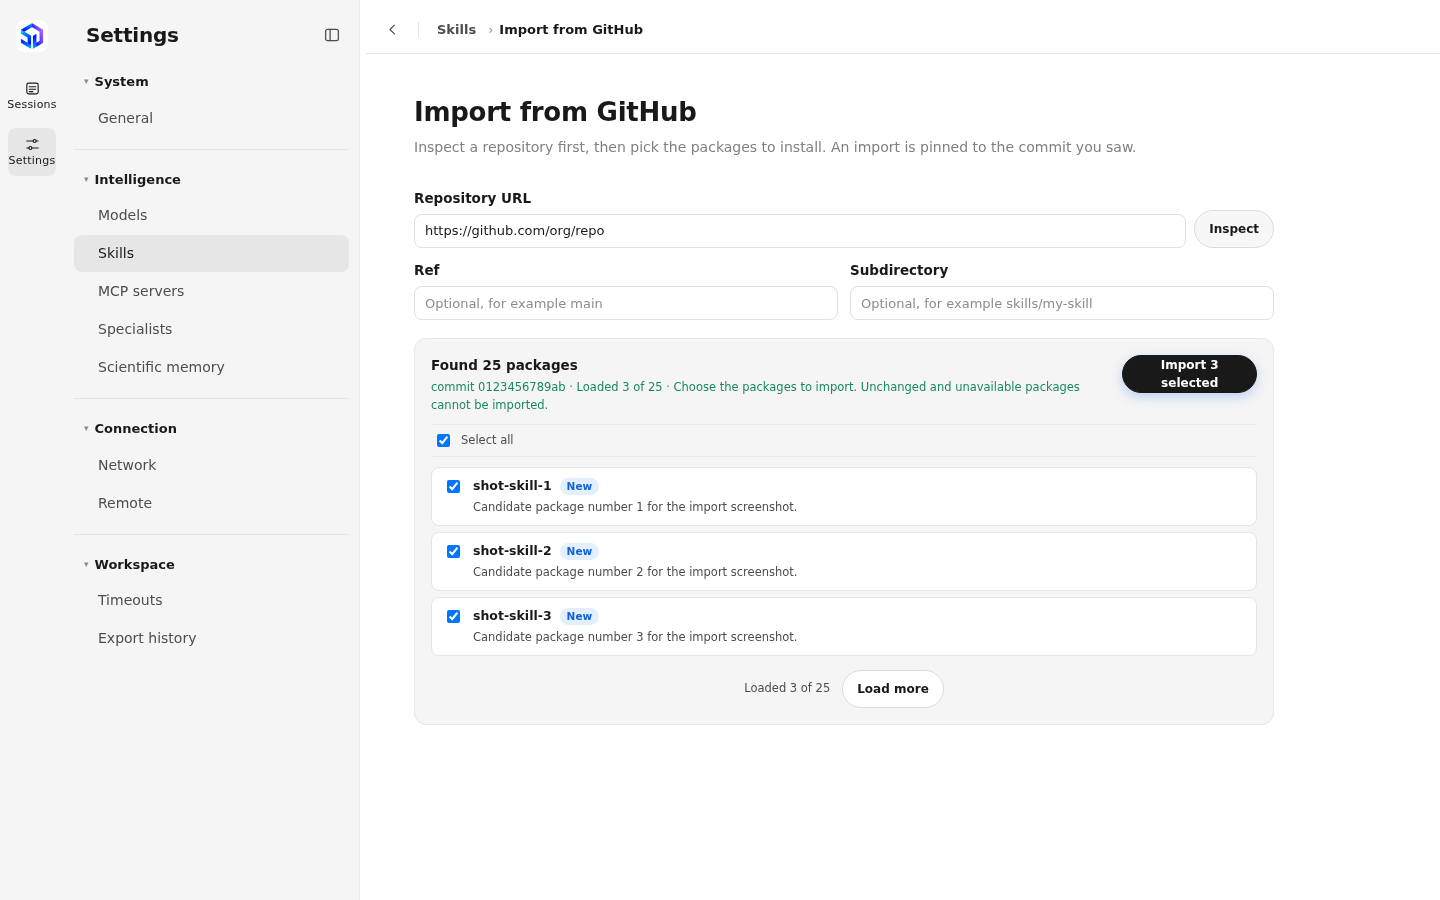 Settings
Sessions
Settings
System
General
Intelligence
Models
Skills
MCP servers
Specialists
Scientific memory
Connection
Network
Remote
Workspace
Timeouts
Export history
Skills › Import from GitHub
Import from GitHub
Inspect a repository first, then pick the packages to install. An import is pinned to the commit you saw.
Repository URL
https://github.com/org/repo
Inspect
Ref
Subdirectory
Optional, for example main
Optional, for example skills/my-skill
Found 25 packages
commit 0123456789ab · Loaded 3 of 25 · Choose the packages to import. Unchanged and unavailable packages
cannot be imported.
Import 3
selected
Select all
shot-skill-1 New
Candidate package number 1 for the import screenshot.
shot-skill-2 New
Candidate package number 2 for the import screenshot.
shot-skill-3 New
Candidate package number 3 for the import screenshot.
Loaded 3 of 25
Load more